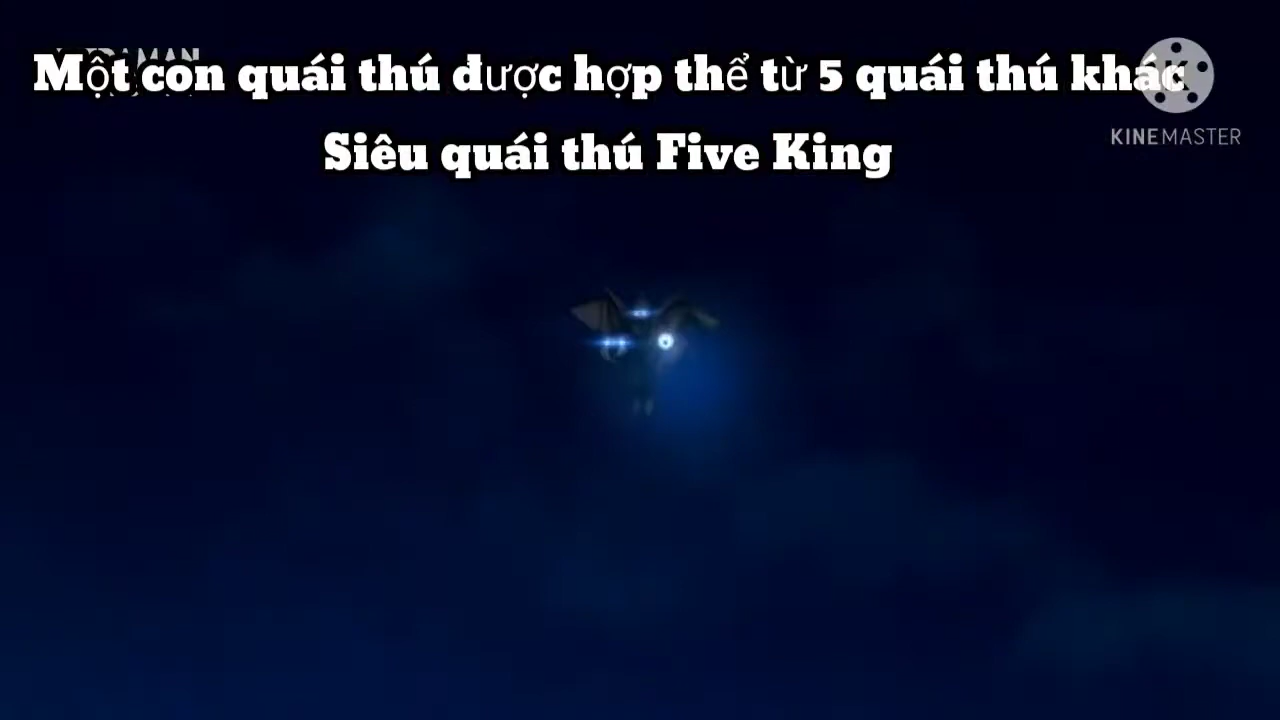 Một con quái thú được hợp thể từ 5 quái thú khác
Siêu quái thú Five King
KINEMASTER